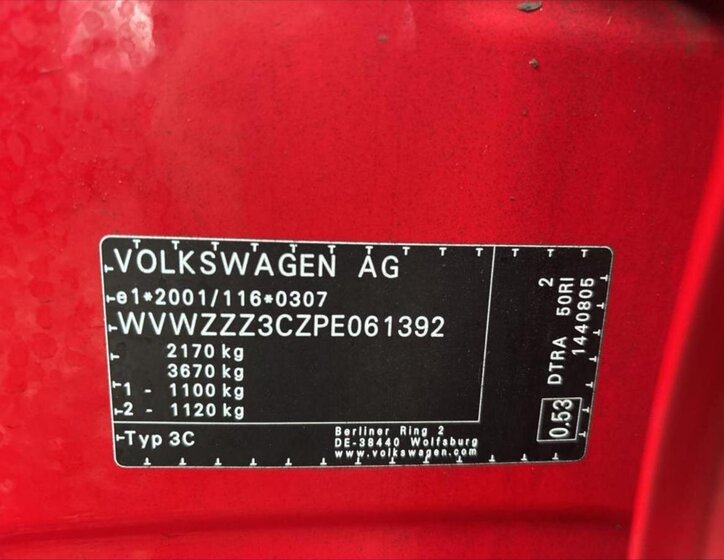 VOLKSWAGEN AG
e1*2001/116*0307
WVWZZZ3CZPE061392
2170 kg
3670 kg
1 - 1100 kg
2 - 1120 kg
Typ 3C
Berliner Ring 2
DE-38440 Wolfsburg
www.volkswagen.com
2
0.53 DTRA 50RI
1440805